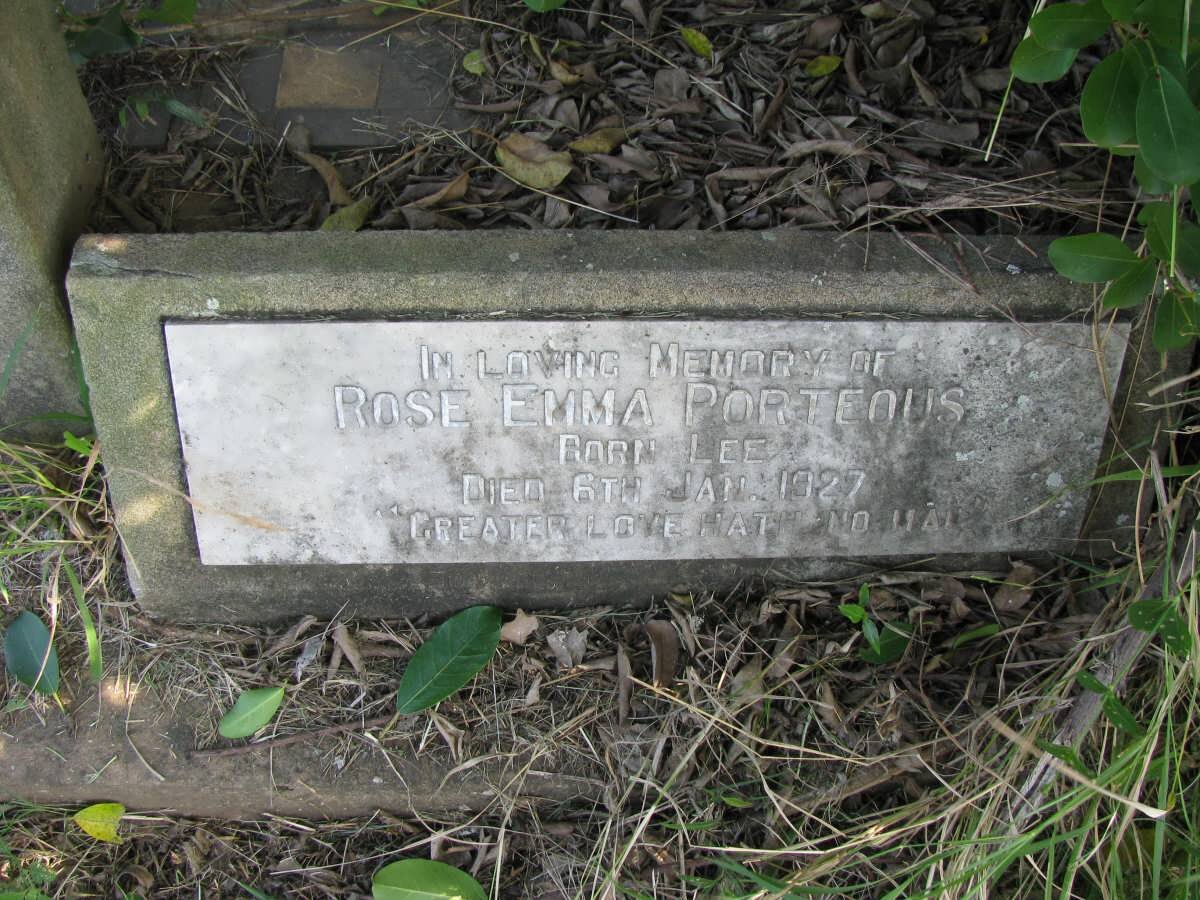 In loving Memory of
Rose Emma Porteous
Born Lee
Died 6th Jan. 1927
"Greater love hath no man"